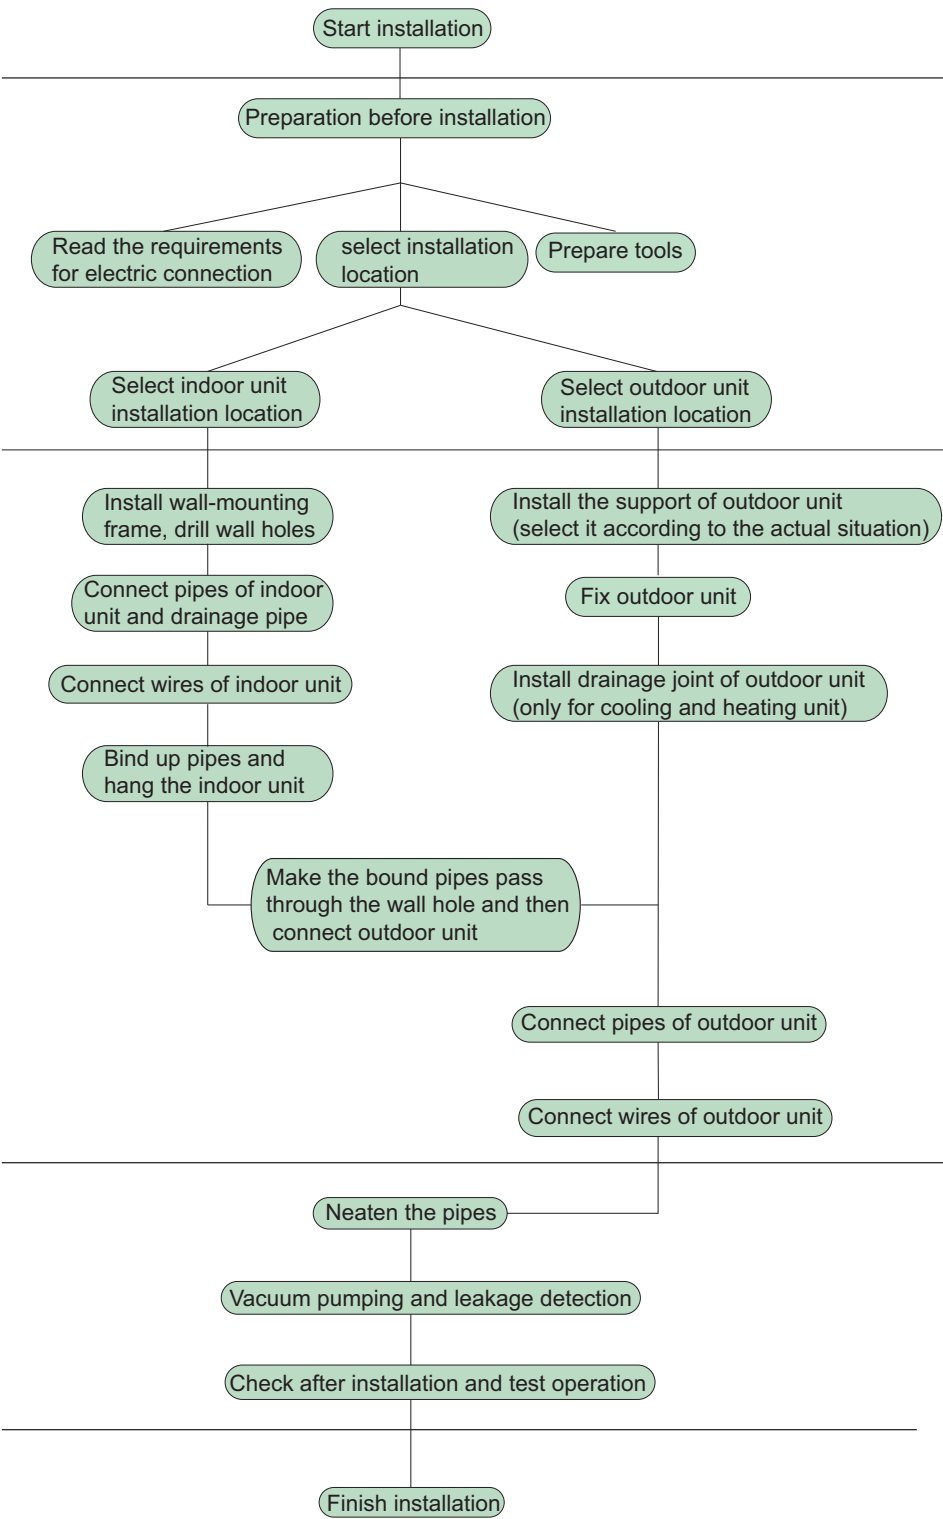 Start installation
Preparation before installation
Read the requirements
for electric connection
select installation
location
Prepare tools
Select indoor unit
installation location
Select outdoor unit
installation location
Install wall-mounting
frame, drill wall holes
Connect pipes of indoor
unit and drainage pipe
Connect wires of indoor unit
Bind up pipes and
hang the indoor unit
Install the support of outdoor unit
(select it according to the actual situation)
Fix outdoor unit
Install drainage joint of outdoor unit
(only for cooling and heating unit)
Make the bound pipes pass
through the wall hole and then
connect outdoor unit
Connect pipes of outdoor unit
Connect wires of outdoor unit
Neaten the pipes
Vacuum pumping and leakage detection
Check after installation and test operation
Finish installation